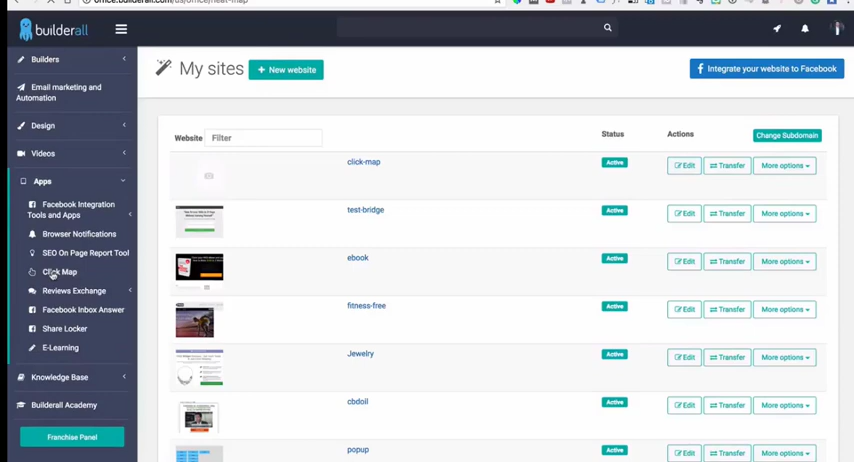 office.builderall.com/us/office/heat-map
builderall
Builders
Email marketing and
Automation
Design
Videos
Apps
Facebook Integration
Tools and Apps
Browser Notifications
SEO On Page Report Tool
Click Map
Reviews Exchange
Facebook Inbox Answer
Share Locker
E-Learning
Knowledge Base
Builderall Academy
Franchise Panel
My sites
+ New website
Integrate your website to Facebook
Website
Filter
Status
Actions
Change Subdomain
click-map
Active
Edit
Transfer
More options
test-bridge
Active
Edit
Transfer
More options
ebook
Active
Edit
Transfer
More options
fitness-free
Active
Edit
Transfer
More options
Jewelry
Active
Edit
Transfer
More options
cbdoil
Active
Edit
Transfer
More options
popup
Active
Edit
Transfer
More options